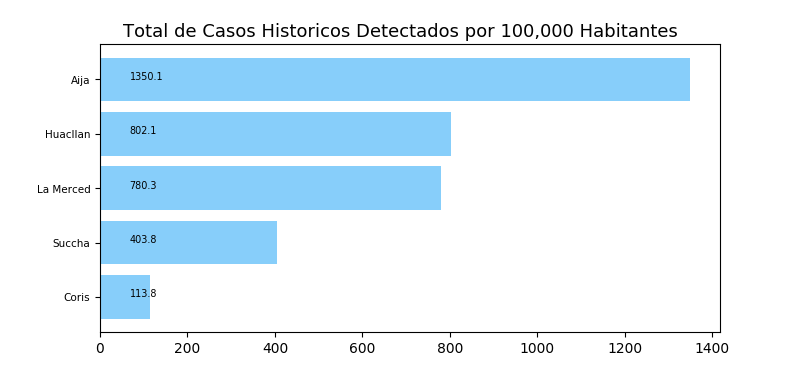 Total de Casos Historicos Detectados por 100,000 Habitantes
Aija 1350.1
Huacllan 802.1
La Merced 780.3
Succha 403.8
Coris 113.8
0 200 400 600 800 1000 1200 1400